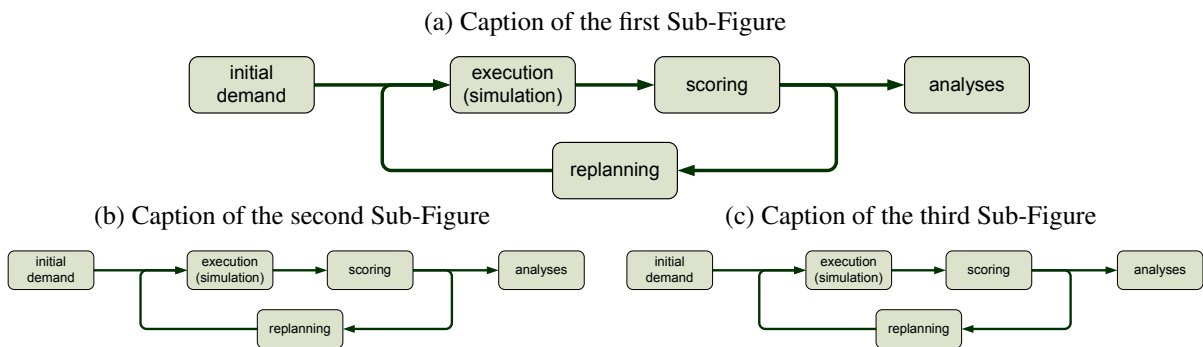 (a) Caption of the first Sub-Figure
initial
demand
execution
(simulation)
scoring
analyses
replanning
(b) Caption of the second Sub-Figure
initial
demand
execution
(simulation)
scoring
analyses
replanning
(c) Caption of the third Sub-Figure
initial
demand
execution
(simulation)
scoring
analyses
replanning